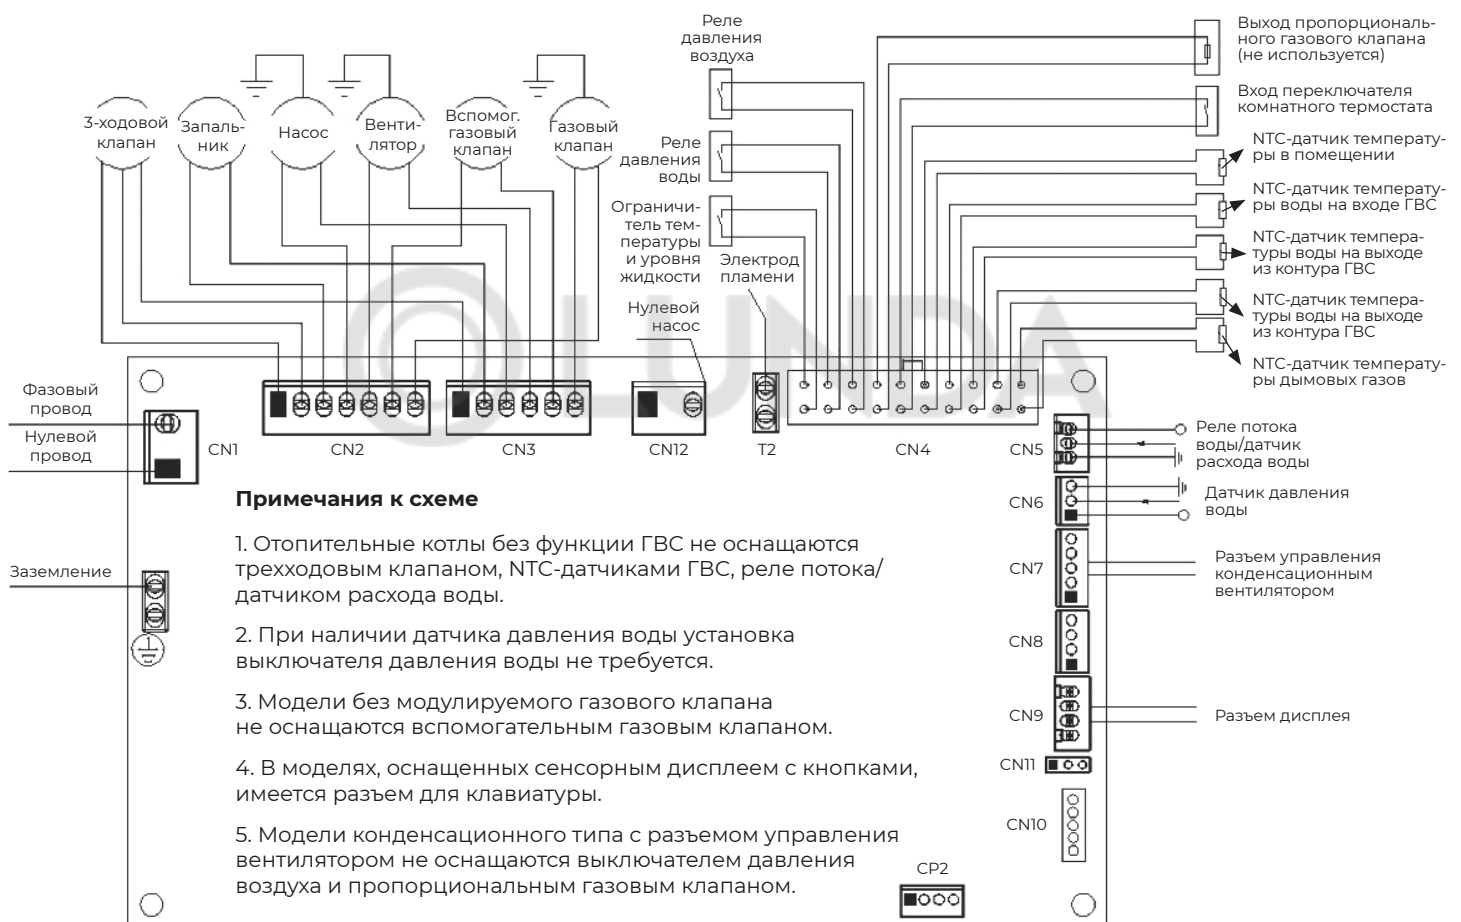 Реле
давления
воздуха
Выход пропорциональ-
ного газового клапана
(не используется)
Вход переключателя
комнатного термостата
3-ходовой
клапан
Запаль-
ник
Насос
Венти-
лятор
Вспомог.
газовый
клапан
Газовый
клапан
Реле
давления
воды
NTC-датчик температу-
ры в помещении
NTC-датчик температу-
ры воды на входе ГВС
Ограничи-
тель тем-
пературы
и уровня
жидкости
Электрод
пламени
NTC-датчик темпера-
туры воды на выходе
из контура ГВС
Нулевой
насос
NTC-датчик темпера-
туры воды на выходе
из контура ГВС
NTC-датчик температу-
ры дымовых газов
LUNDA
Фазовый
провод
Нулевой
провод
CN1
CN2
CN3
CN12
T2
CN4
CN5
Реле потока
воды/датчик
расхода воды
CN6
Датчик давления
воды
CN7
Разъем управления
конденсационным
вентилятором
Заземление
CN8
CN9
Разъем дисплея
CN11
CN10
CP2
Примечания к схеме
1. Отопительные котлы без функции ГВС не оснащаются
трехходовым клапаном, NTC-датчиками ГВС, реле потока/
датчиком расхода воды.
2. При наличии датчика давления воды установка
выключателя давления воды не требуется.
3. Модели без модулируемого газового клапана
не оснащаются вспомогательным газовым клапаном.
4. В моделях, оснащенных сенсорным дисплеем с кнопками,
имеется разъем для клавиатуры.
5. Модели конденсационного типа с разъемом управления
вентилятором не оснащаются выключателем давления
воздуха и пропорциональным газовым клапаном.